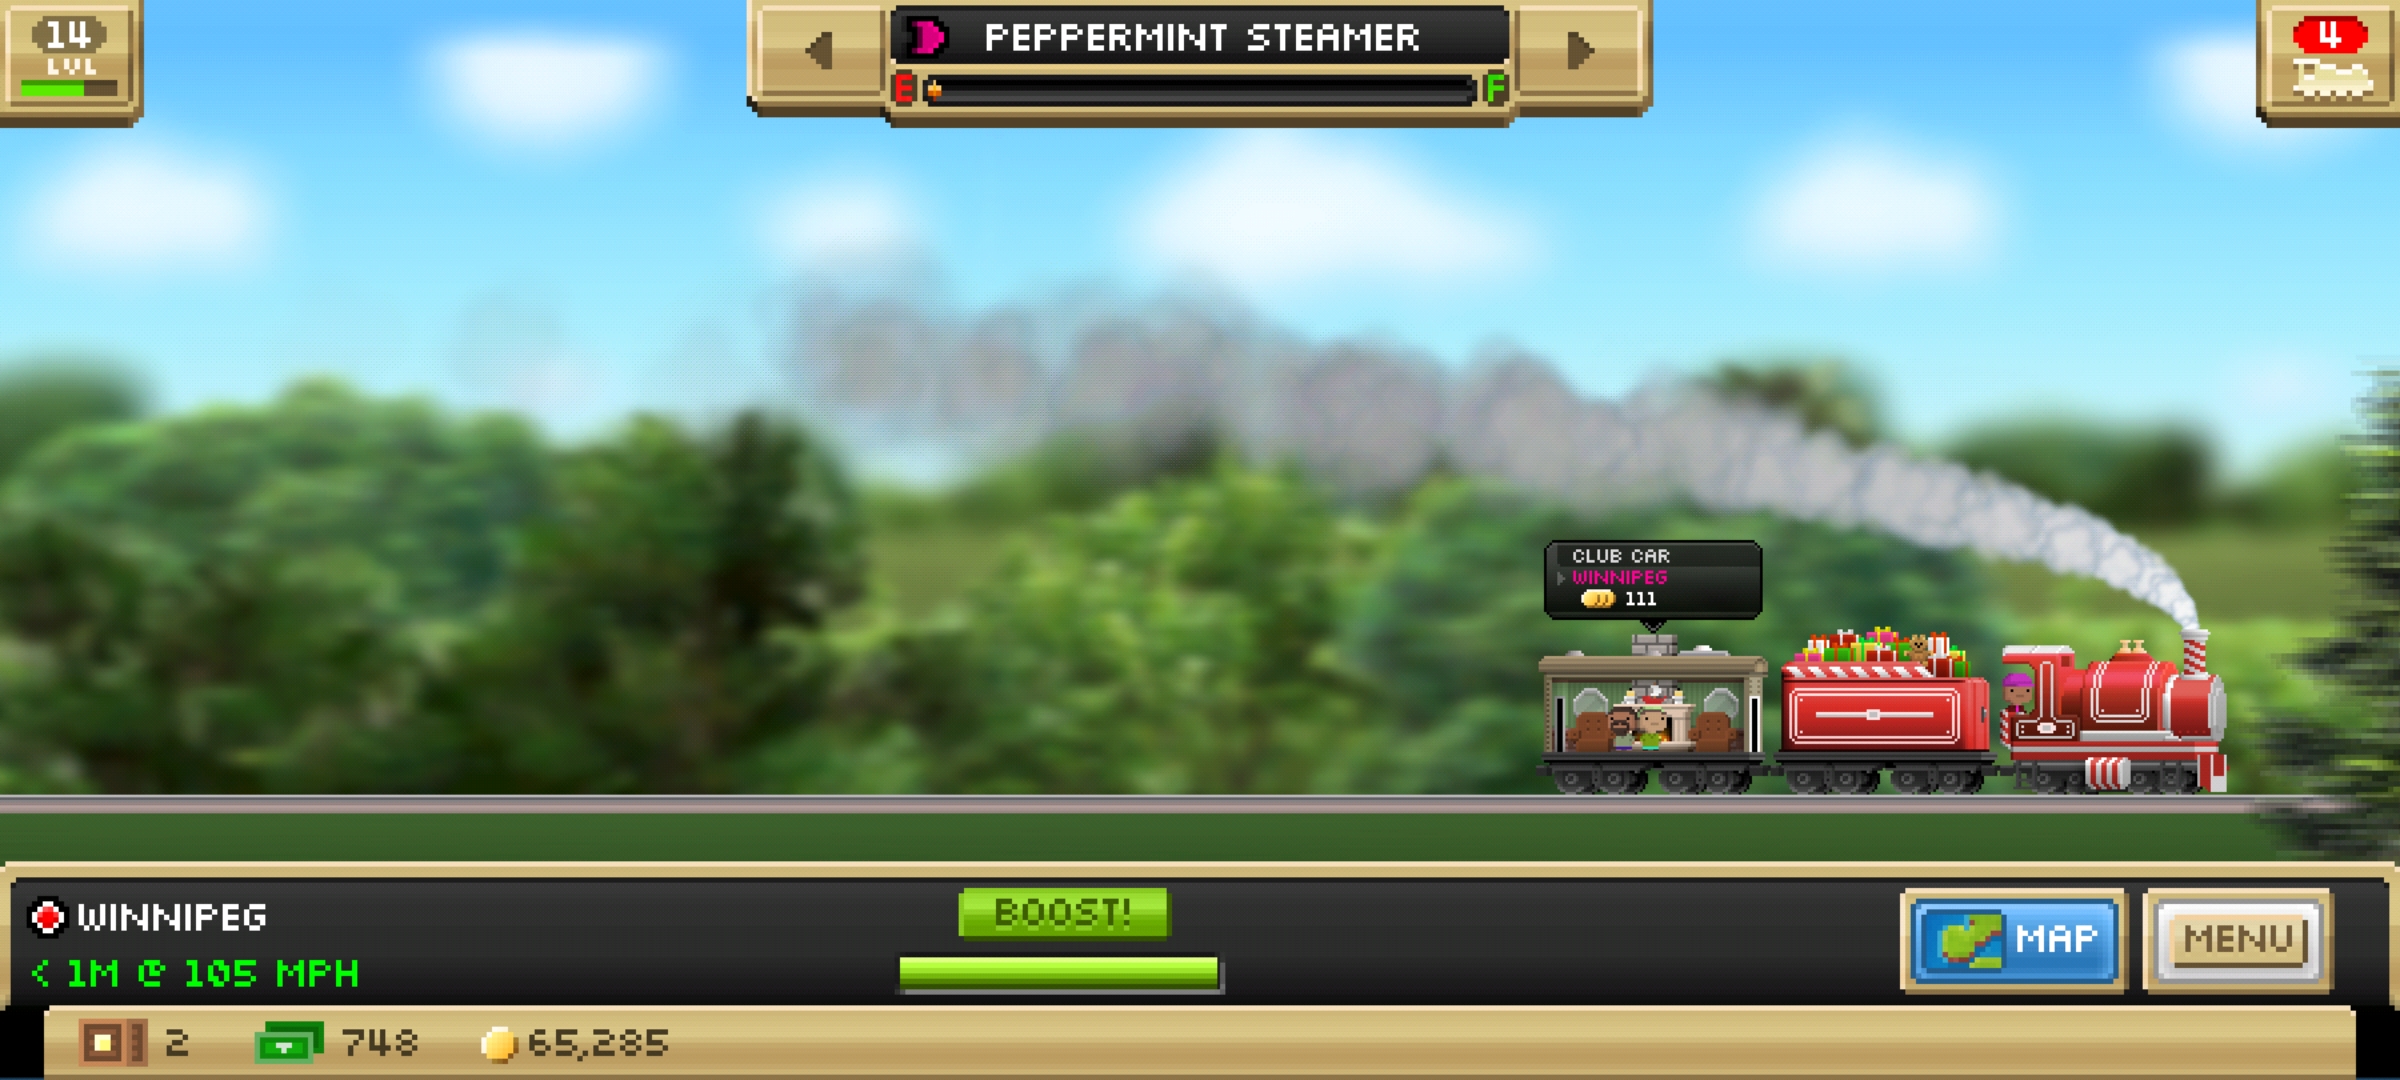 14
LVL
PEPPERMINT STEAMER
E
F
4
CLUB CAR
WINNIPEG
111
WINNIPEG
< 1M @ 105 MPH
BOOST!
MAP
MENU
2
748
65,285